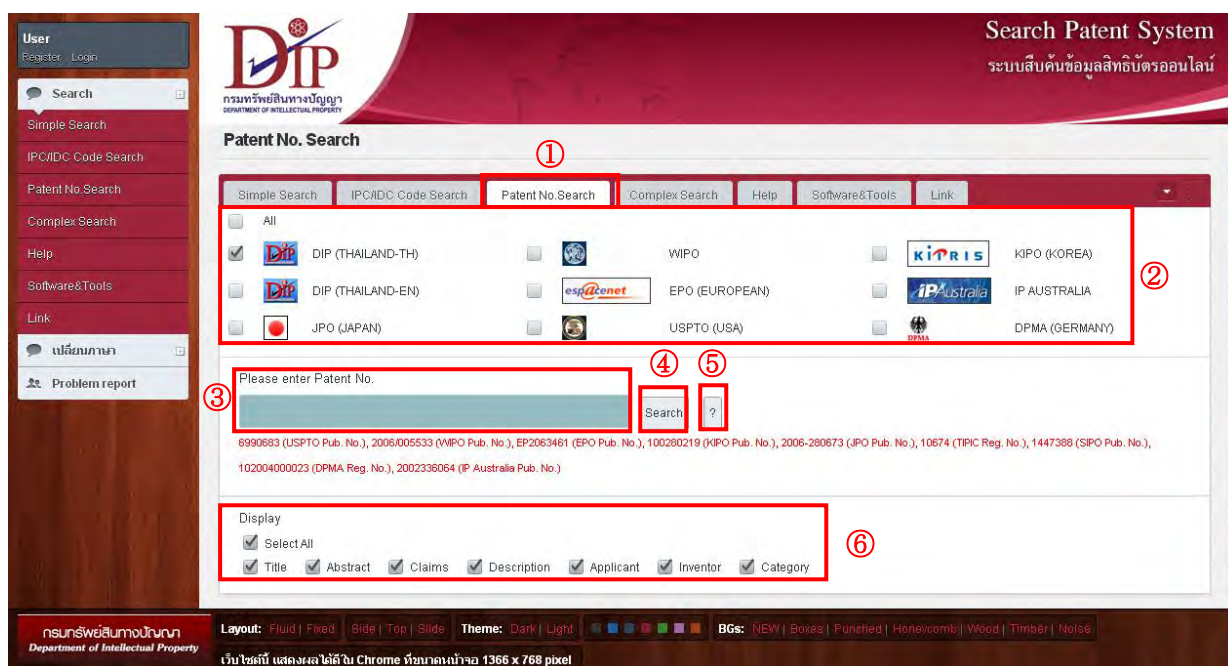 User
Register Login
Search
Simple Search
IPC/IDC Code Search
Patent No.Search
Complex Search
Help
Software&Tools
Link
เปลี่ยนภาษา
Problem report
DIP
กรมทรัพย์สินทางปัญญา
DEPARTMENT OF INTELLECTUAL PROPERTY
Search Patent System
ระบบสืบค้นข้อมูลสิทธิบัตรออนไลน์
Patent No. Search
①
Simple Search IPC/IDC Code Search Patent No.Search Complex Search Help Software&Tools Link
All
DIP DIP (THAILAND-TH) WIPO KIPRIS KIPO (KOREA)
②
DIP DIP (THAILAND-EN) espacenet EPO (EUROPEAN) IPAustralia IP AUSTRALIA
JPO (JAPAN) USPTO (USA) DPMA DPMA (GERMANY)
④ ⑤
③ Please enter Patent No.
Search ?
6990683 (USPTO Pub. No.), 2006/005533 (WIPO Pub. No.), EP2063461 (EPO Pub. No.), 100280219 (KIPO Pub. No.), 2006-280673 (JPO Pub. No.), 10674 (TIPIC Reg. No.), 1447388 (SIPO Pub. No.),
102004000023 (DPMA Reg. No.), 2002336064 (IP Australia Pub. No.)
Display
Select All
⑥
Title Abstract Claims Description Applicant Inventor Category
กรมทรัพย์สินทางปัญญา
Department of Intellectual Property
Layout: Fluid | Fixed Side | Top | Slide Theme: Dark | Light BGs: NEW | Boxes | Punched | Honeycomb | Wood | Timber | Noise
เว็บไซต์นี้ แสดงผลได้ดีใน Chrome ที่ขนาดหน้าจอ 1366 x 768 pixel